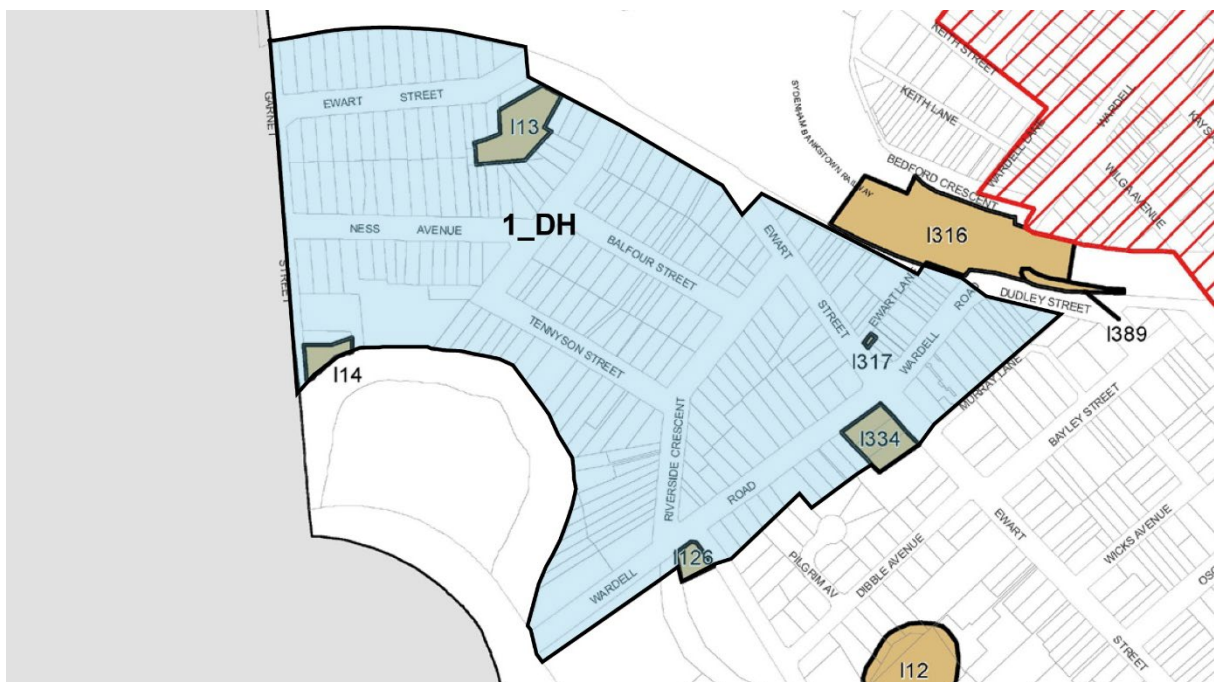 KEITH STREET
KEITH LANE
WARDELL
KAYS
WARDELL LANE
WILGA AVENUE
BEDFORD CRESCENT
SYDENHAM BANKSTOWN RAILWAY
GARNET
STREET
EWART STREET
I13
NESS AVENUE
1_DH
BALFOUR STREET
TENNYSON STREET
EWART
STREET
EWART LANE
I316
DUDLEY STREET
I389
I317
WARDELL ROAD
MURRAY LANE
BAYLEY STREET
I14
I334
RIVERSIDE CRESCENT
WARDELL ROAD
I126
PILGRIM AV
DIBBLE AVENUE
EWART
STREET
WICKS AVENUE
OSC
I12